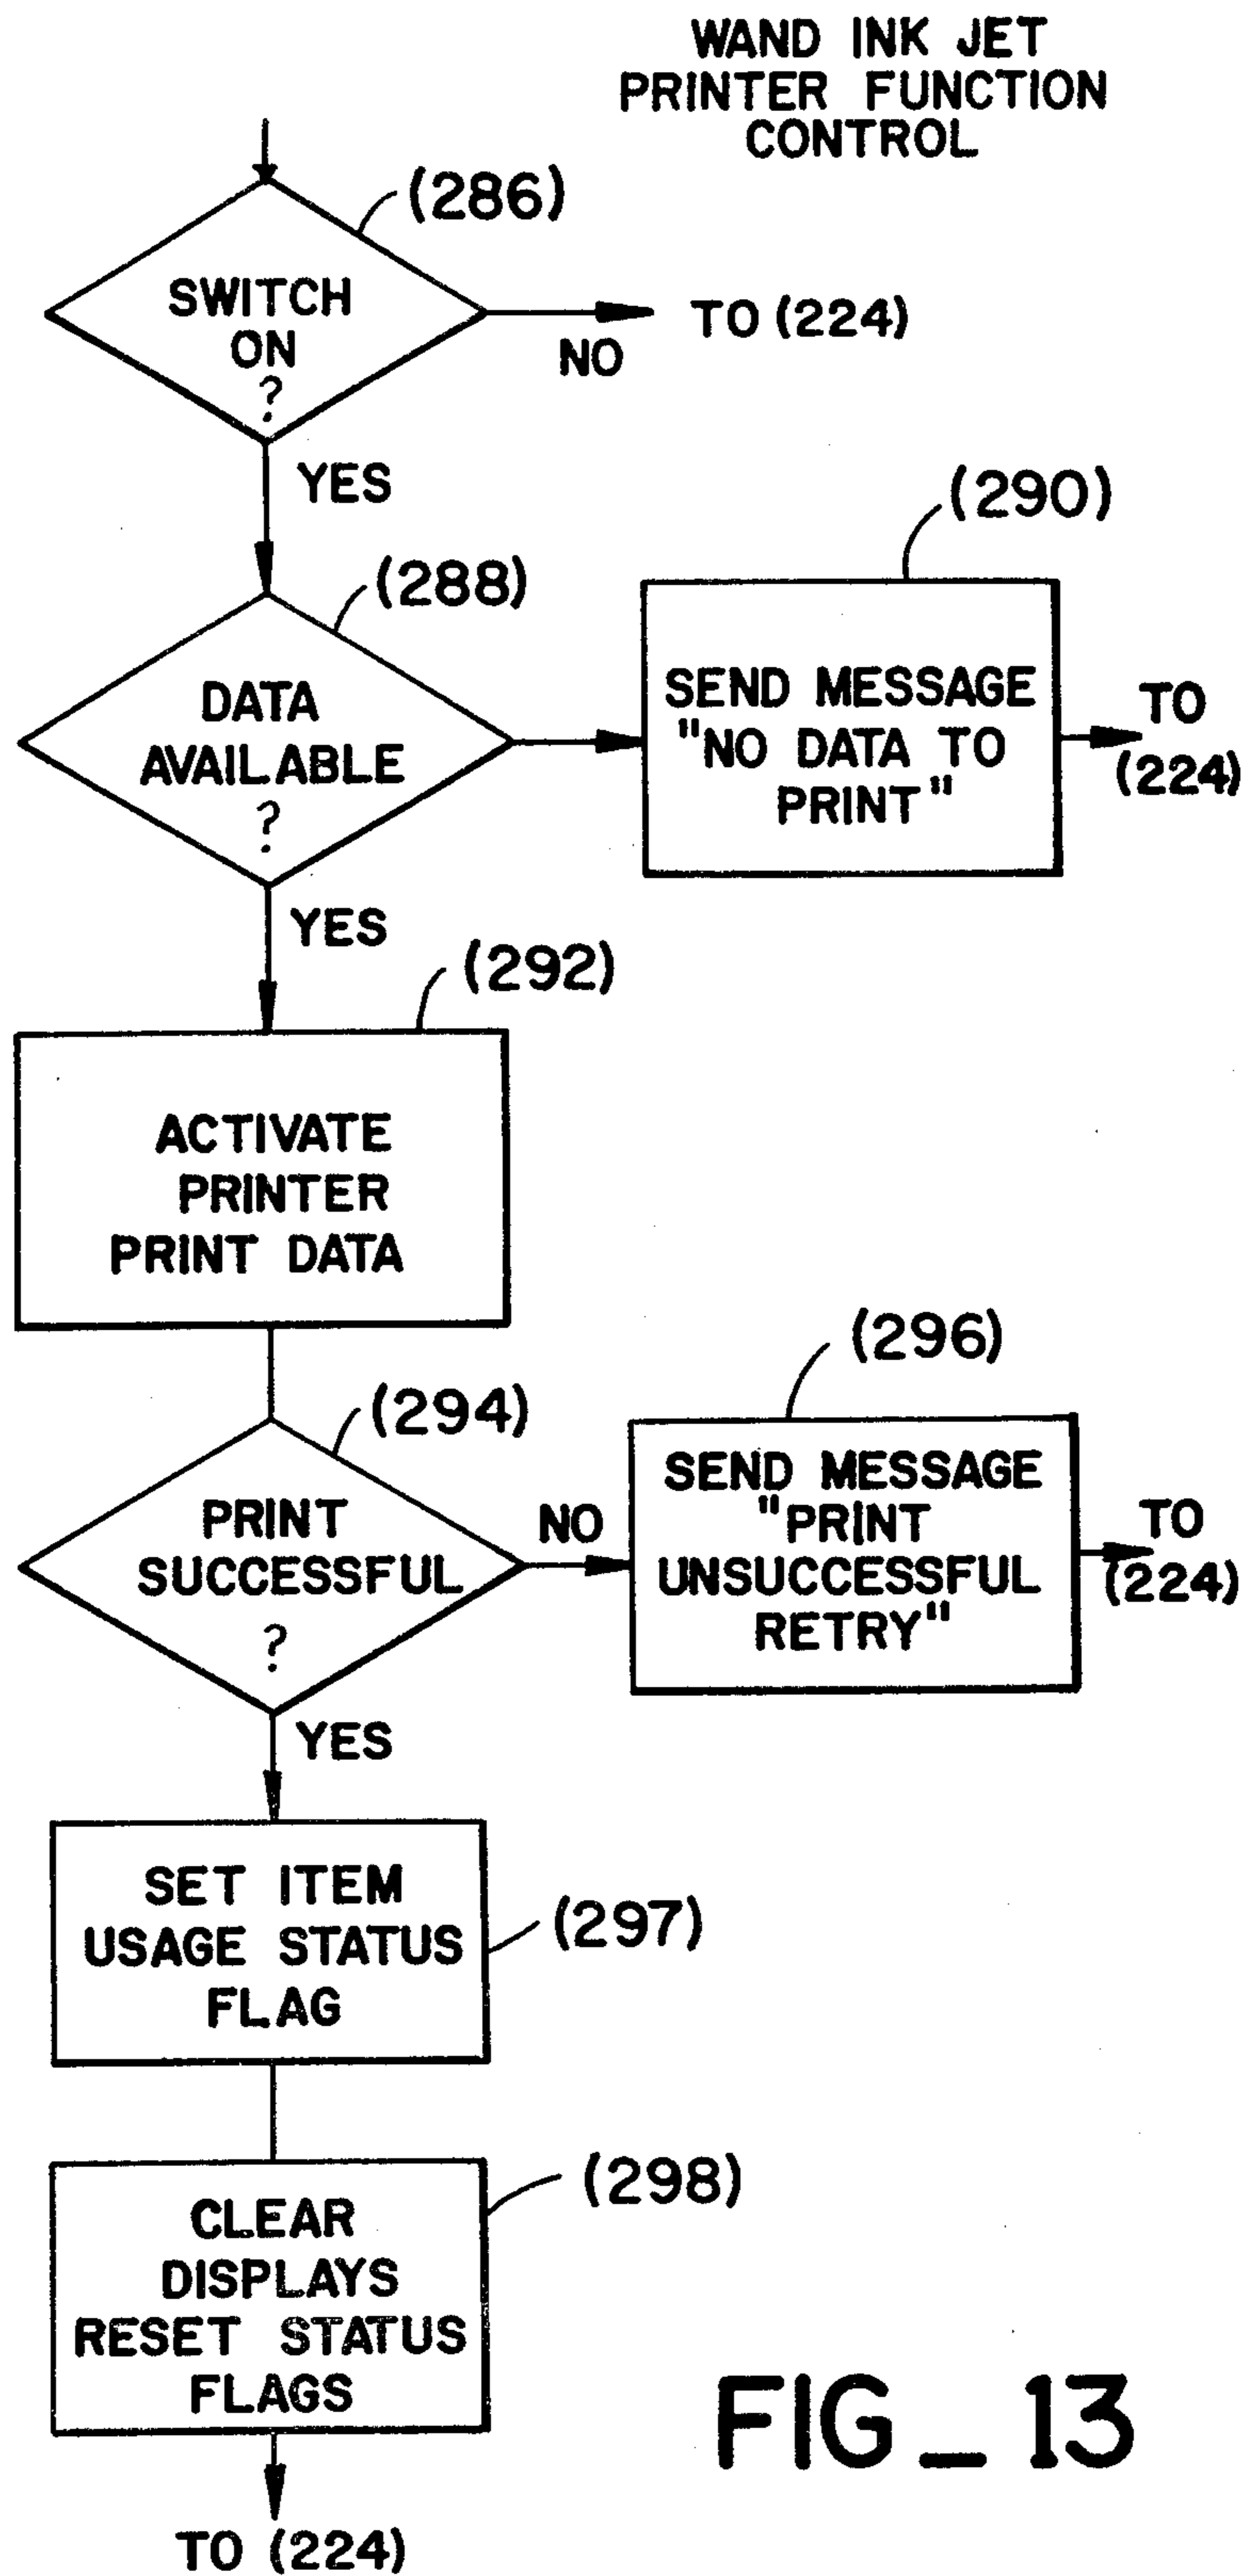 WAND INK JET
PRINTER FUNCTION
CONTROL
(286)
SWITCH
ON
?
NO
TO (224)
YES
(288)
DATA
AVAILABLE
?
(290)
SEND MESSAGE
"NO DATA TO
PRINT"
TO
(224)
YES
(292)
ACTIVATE
PRINTER
PRINT DATA
(294)
PRINT
SUCCESSFUL
?
NO
(296)
SEND MESSAGE
"PRINT
UNSUCCESSFUL
RETRY"
TO
(224)
YES
SET ITEM
USAGE STATUS
FLAG
(297)
(298)
CLEAR
DISPLAYS
RESET STATUS
FLAGS
TO (224)
FIG_13